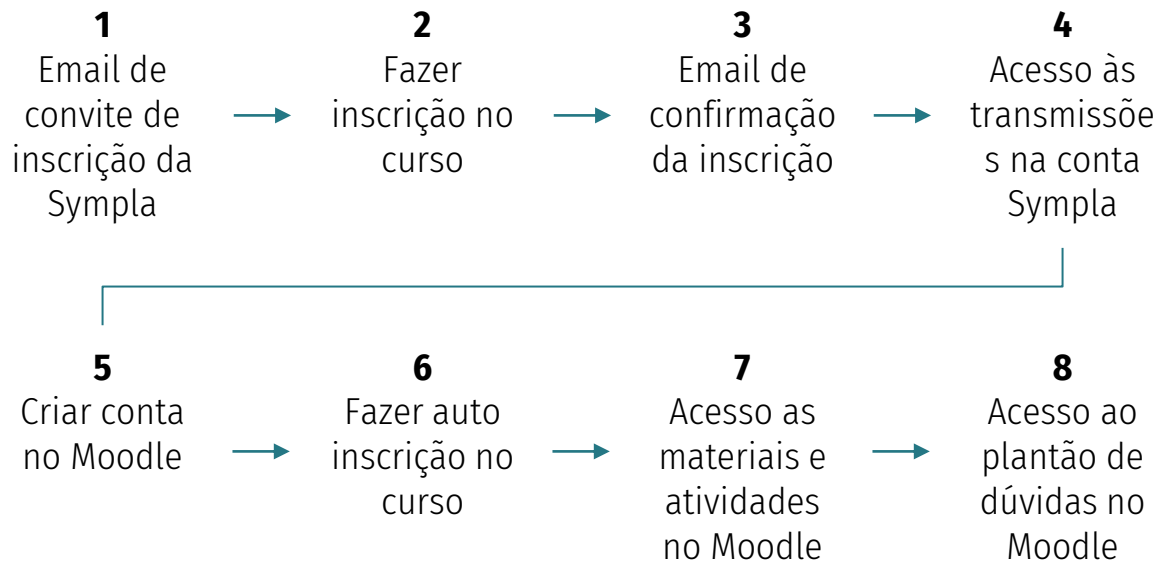 1
Email de
convite de
inscrição da
Sympla
2
Fazer
inscrição no
curso
3
Email de
confirmação
da inscrição
4
Acesso às
transmissõe
s na conta
Sympla
5
Criar conta
no Moodle
6
Fazer auto
inscrição no
curso
7
Acesso as
materiais e
atividades
no Moodle
8
Acesso ao
plantão de
dúvidas no
Moodle